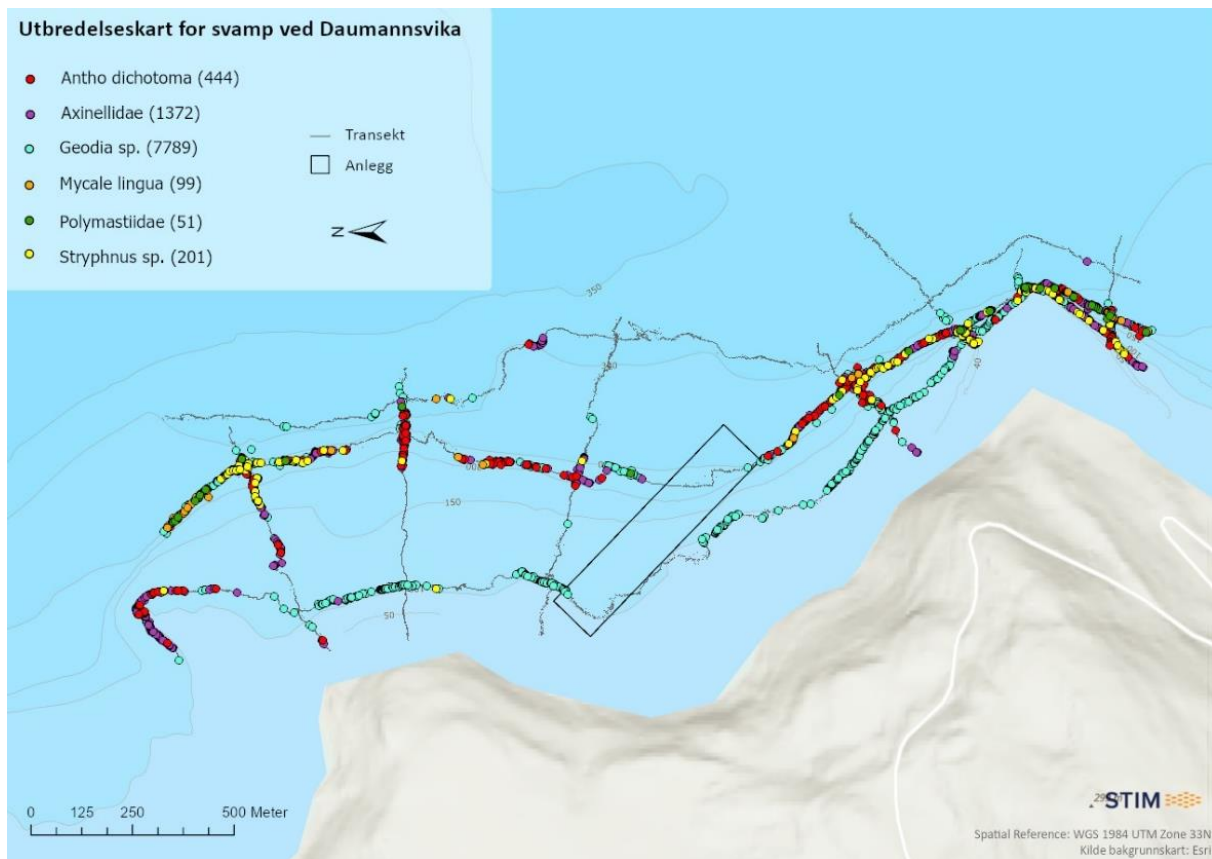 Utbredelseskart for svamp ved Daumannsvika
Antho dichotoma (444)
Axinellidae (1372)
Geodia sp. (7789)
Mycale lingua (99)
Polymastiidae (51)
Stryphnus sp. (201)
Transekt
Anlegg
N
350
150
50
0 125 250 500 Meter
STIM
Spatial Reference: WGS 1984 UTM Zone 33N
Kilde bakgrunnskart: Esri